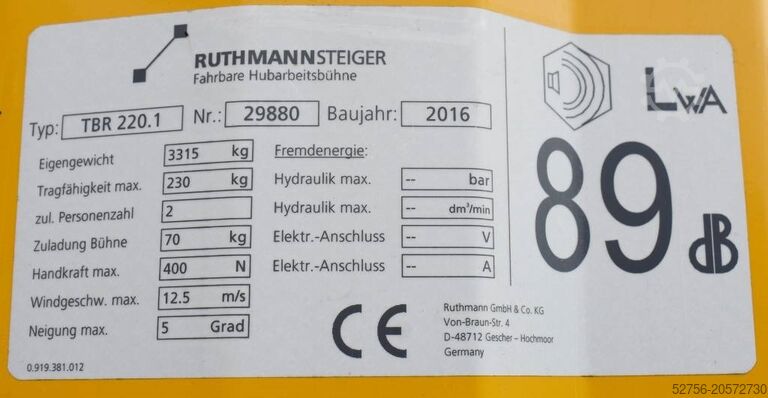 RUTHMANNSTEIGER
Fahrbare Hubarbeitsbühne
Typ: TBR 220.1 Nr.: 29880 Baujahr: 2016
Eigengewicht 3315 kg
Tragfähigkeit max. 230 kg
zul. Personenzahl 2
Zuladung Bühne 70 kg
Handkraft max. 400 N
Windgeschw. max. 12.5 m/s
Neigung max. 5 Grad
Fremdenergie:
Hydraulik max. -- bar
Hydraulik max. -- dm³/min
Elektr.-Anschluss -- V
Elektr.-Anschluss -- A
LWA
89 dB
CE
Ruthmann GmbH & Co. KG
Von-Braun-Str. 4
D-48712 Gescher - Hochmoor
Germany
0.919.381.012
52756-20572730